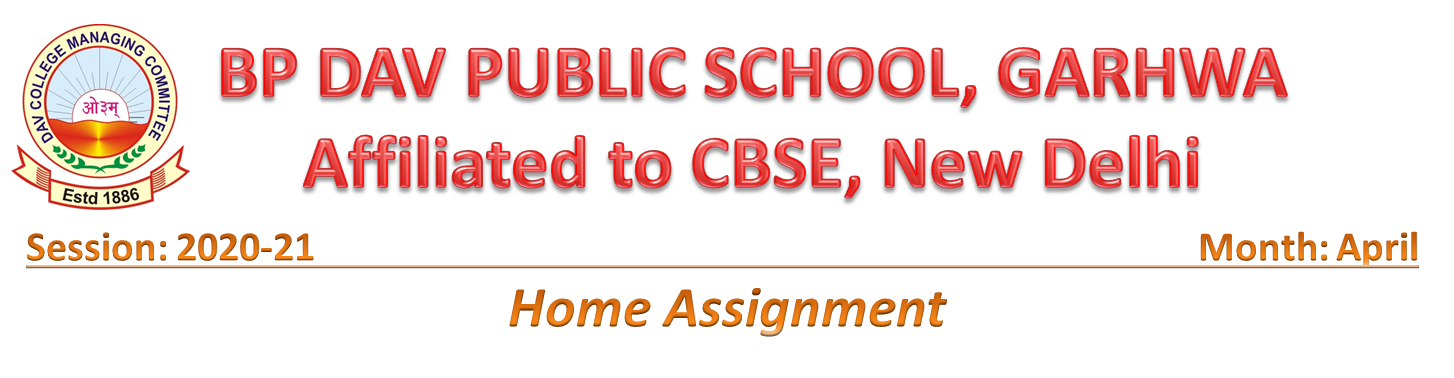 DAV COLLEGE MANAGING COMMITTEE
ओ३म्
Estd 1886
BP DAV PUBLIC SCHOOL, GARHWA
Affiliated to CBSE, New Delhi
Session: 2020-21 Month: April
Home Assignment